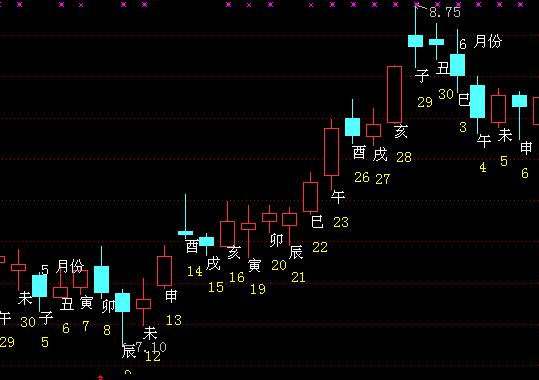 8.75
6 月份
子
丑
29
30
巳
3
午
4
未
5
申
6
亥
28
酉
戌
26
27
午
23
巳
22
酉
14
戌
15
亥
16
寅
19
卯
20
辰
21
5 月份
午
29
未
30
子
5
丑
6
寅
7
卯
8
申
13
未
12
辰
7.10